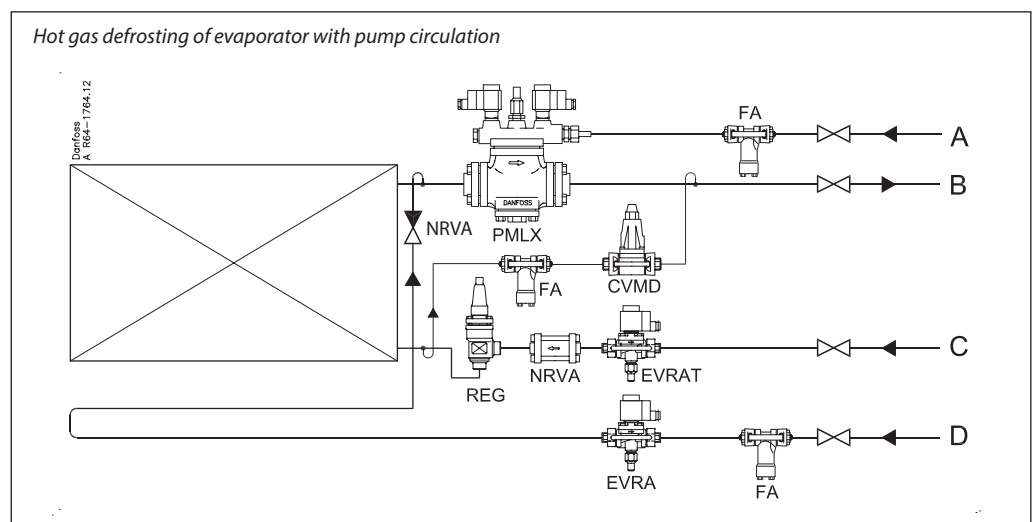 Hot gas defrosting of evaporator with pump circulation
Danfoss
A R64-1764.12
FA
A
B
DANFOSS
NRVA
PMLX
FA
CVMD
C
REG
NRVA
EVRAT
D
EVRA
FA